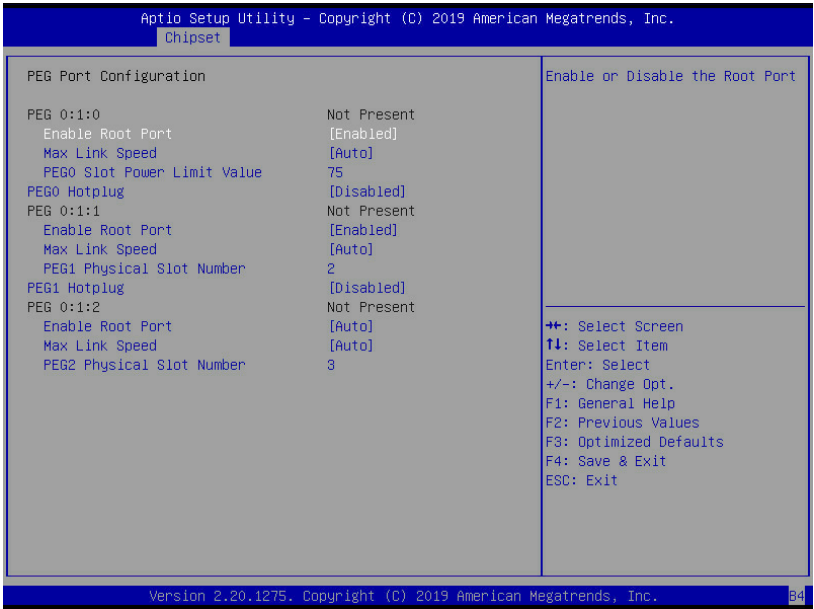 Aptio Setup Utility – Copyright (C) 2019 American Megatrends, Inc.
Chipset
PEG Port Configuration
Enable or Disable the Root Port
PEG 0:1:0 Not Present
Enable Root Port [Enabled]
Max Link Speed [Auto]
PEG0 Slot Power Limit Value 75
PEG0 Hotplug [Disabled]
PEG 0:1:1 Not Present
Enable Root Port [Enabled]
Max Link Speed [Auto]
PEG1 Physical Slot Number 2
PEG1 Hotplug [Disabled]
PEG 0:1:2 Not Present
Enable Root Port [Auto]
Max Link Speed [Auto]
PEG2 Physical Slot Number 3
→←: Select Screen
↑↓: Select Item
Enter: Select
+/-: Change Opt.
F1: General Help
F2: Previous Values
F3: Optimized Defaults
F4: Save & Exit
ESC: Exit
Version 2.20.1275. Copyright (C) 2019 American Megatrends, Inc.
B4